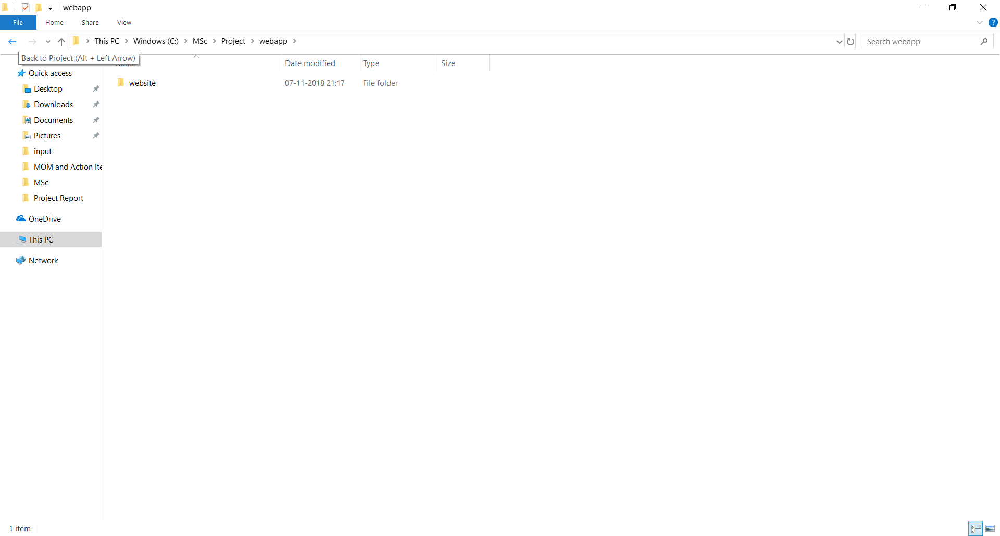 webapp
File Home Share View
This PC Windows (C:) MSc Project webapp Search webapp
Back to Project (Alt + Left Arrow)
Name Date modified Type Size
website 07-11-2018 21:17 File folder
Quick access
Desktop
Downloads
Documents
Pictures
input
MOM and Action Ite
MSc
Project Report
OneDrive
This PC
Network
1 item